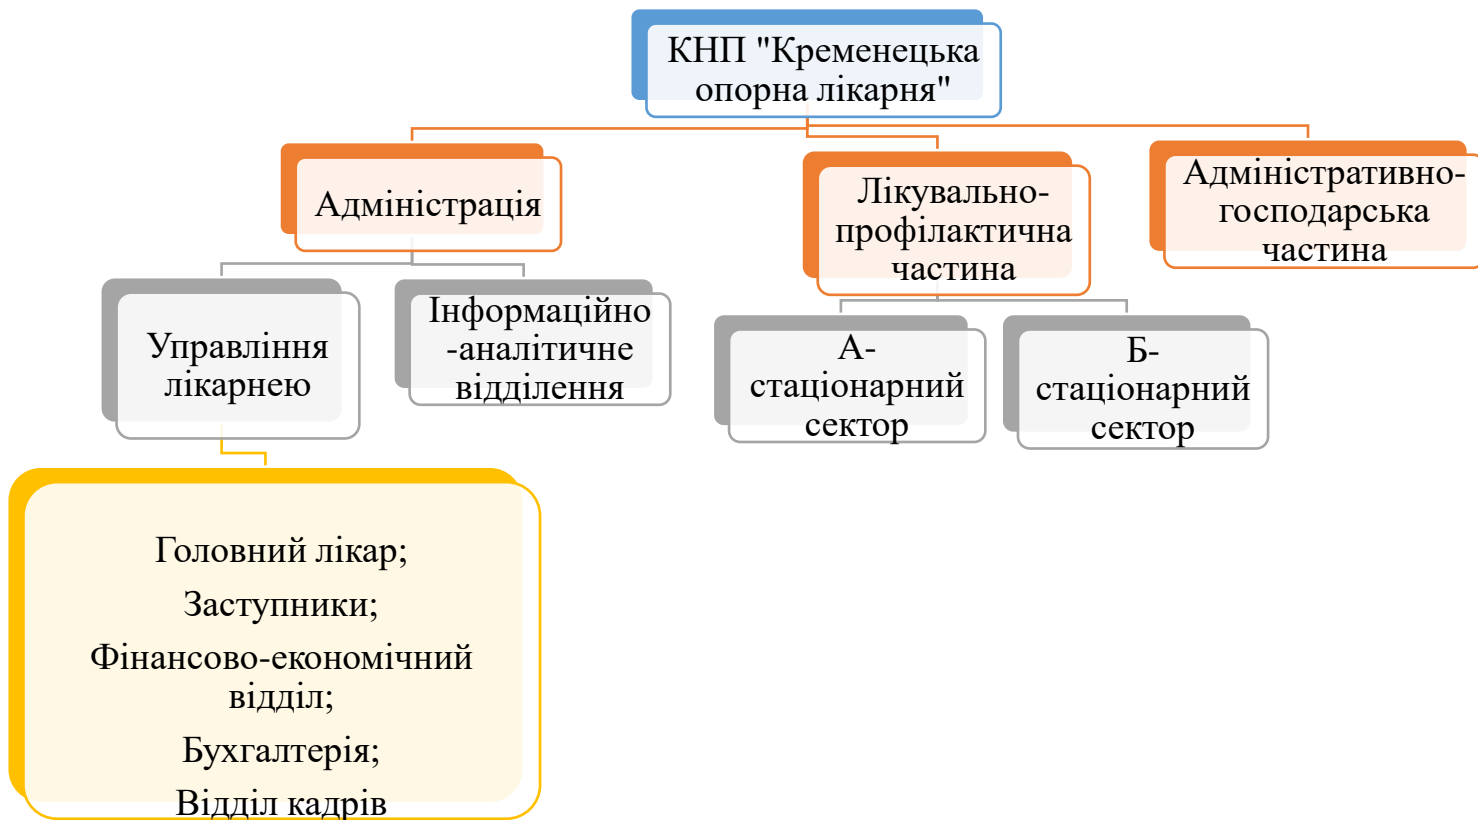 КНП "Кременецька
опорна лікарня"
Адміністрація
Лікувально-
профілактична
частина
Адміністративно-
господарська
частина
Управління
лікарнею
Інформаційно
-аналітичне
відділення
А-
стаціонарний
сектор
Б-
стаціонарний
сектор
Головний лікар;
Заступники;
Фінансово-економічний
відділ;
Бухгалтерія;
Відділ кадрів